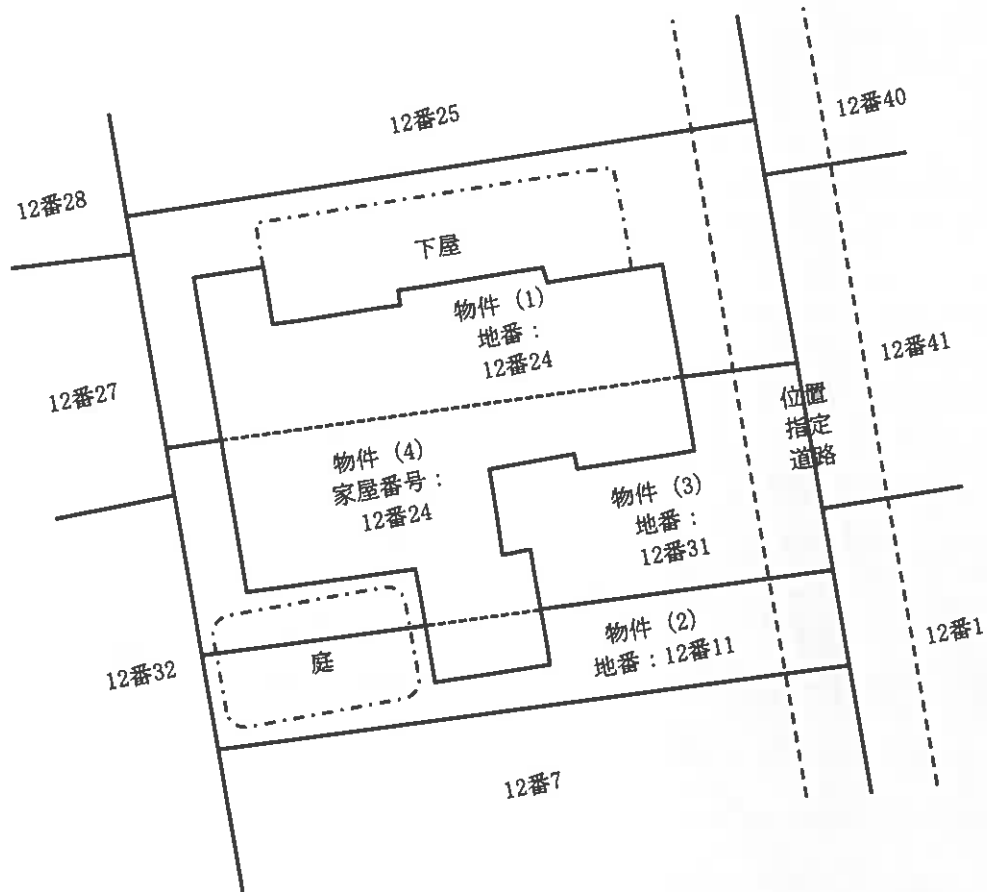 12番25
12番40
12番28
下屋
物件（1）
地番：
12番24
12番41
12番27
位置
指定
道路
物件（4）
家屋番号：
12番24
物件（3）
地番：
12番31
物件（2）
地番：12番11
12番1
庭
12番32
12番7